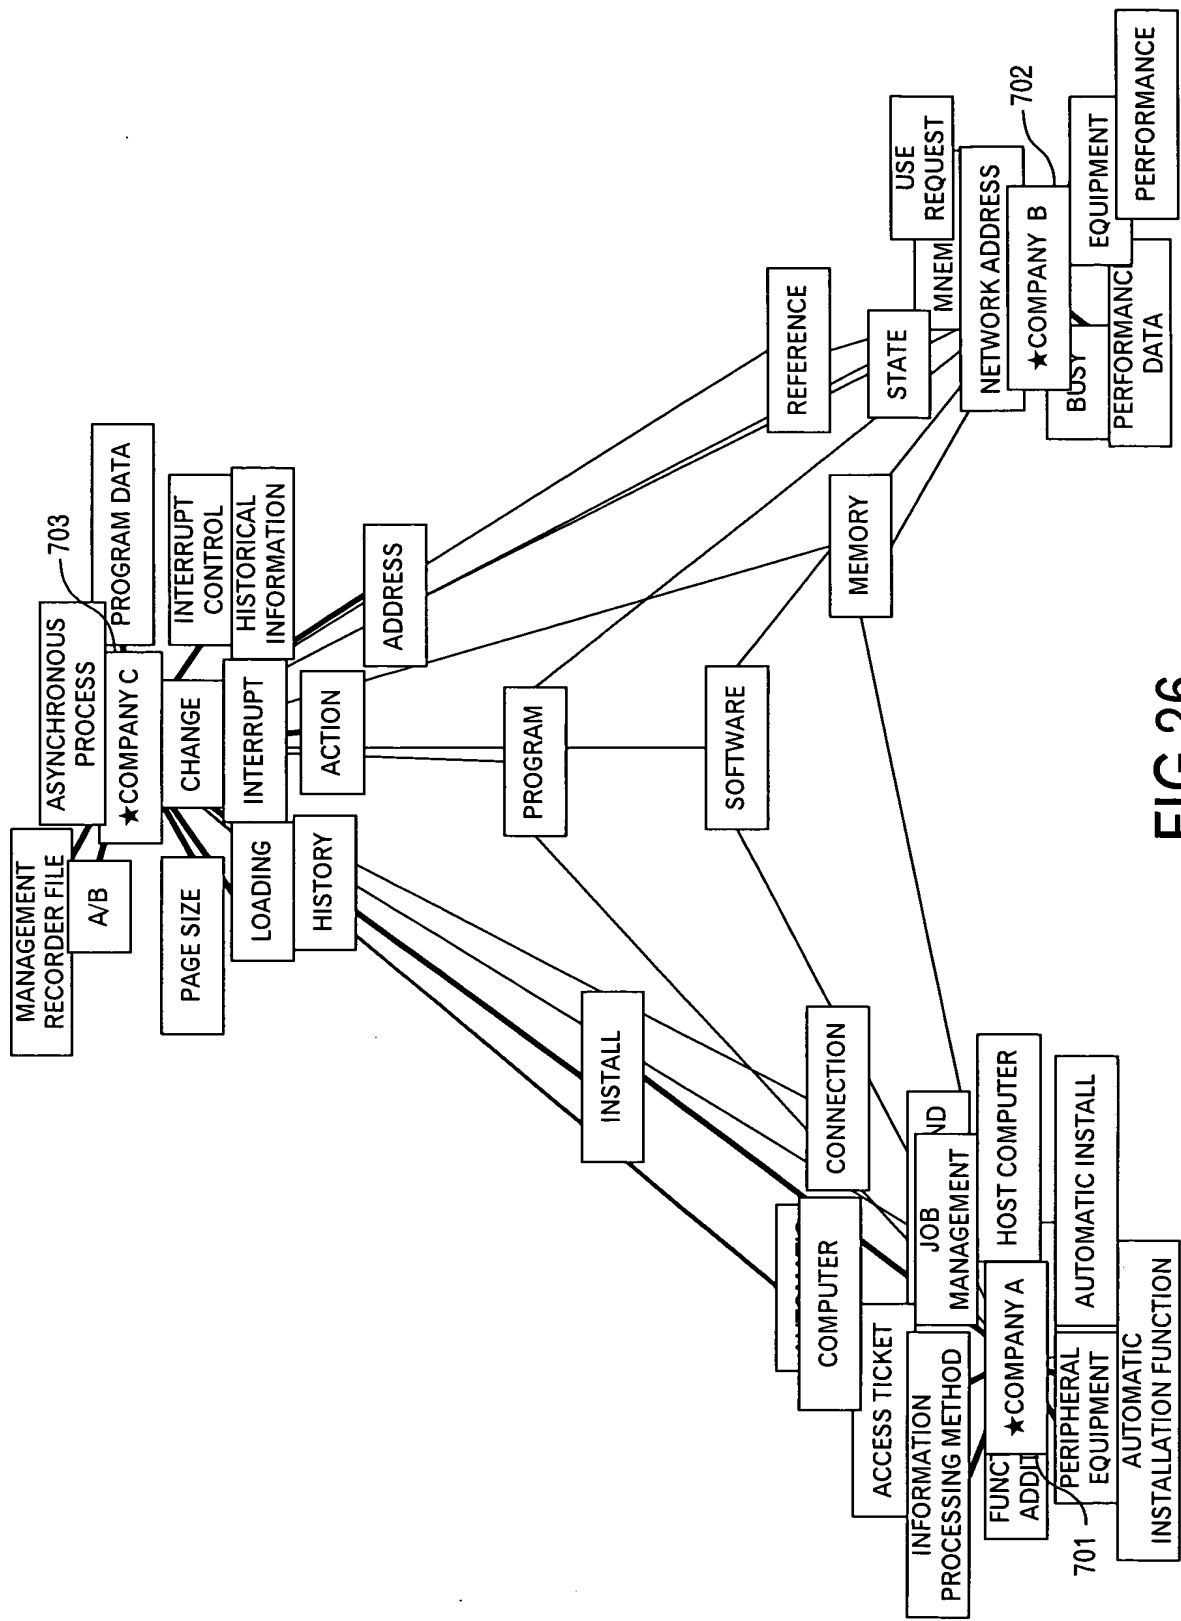 MANAGEMENT
RECORDER FILE
A/B
ASYNCHRONOUS
PROCESS
★COMPANY C
703
PROGRAM DATA
PAGE SIZE
CHANGE
INTERRUPT
CONTROL
LOADING
INTERRUPT
HISTORICAL
INFORMATION
HISTORY
ACTION
ADDRESS
PROGRAM
INSTALL
SOFTWARE
MEMORY
REFERENCE
STATE
CONNECTION
COMPUTER
ACCESS TICKET
INFORMATION
PROCESSING METHOD
JOB
MANAGEMENT
ND
HOST COMPUTER
★COMPANY A
FUNCT
ADDIT
701
PERIPHERAL
EQUIPMENT
AUTOMATIC INSTALL
AUTOMATIC
INSTALLATION FUNCTION
USE
REQUEST
MNEM
NETWORK ADDRESS
★COMPANY B
702
BUSY
EQUIPMENT
PERFORMANC
DATA
PERFORMANCE
FIG.26